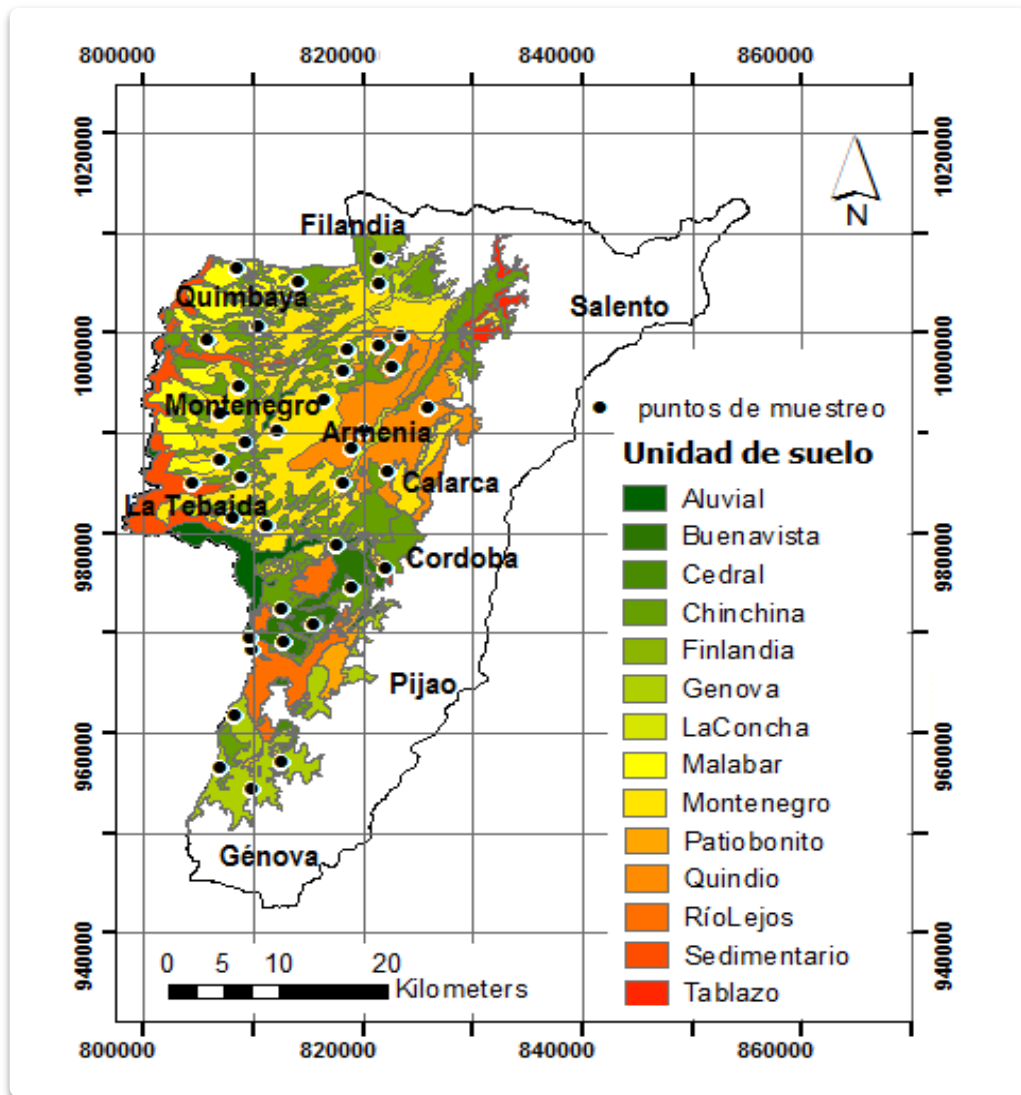 800000 820000 840000 860000
1020000 1020000
N
Filandia
Quimbaya
Salento
1000000 1000000
Montenegro
puntos de muestreo
Armenia
Unidad de suelo
Calarca
La Tebaida
Aluvial
Buenavista
Cordoba
980000 980000
Cedral
Chinchina
Finlandia
Pijao
Genova
LaConcha
960000 960000
Malabar
Montenegro
Patiobonito
Génova
Quindio
RíoLejos
940000 940000
Sedimentario
0 5 10 20
Kilometers
Tablazo
800000 820000 840000 860000